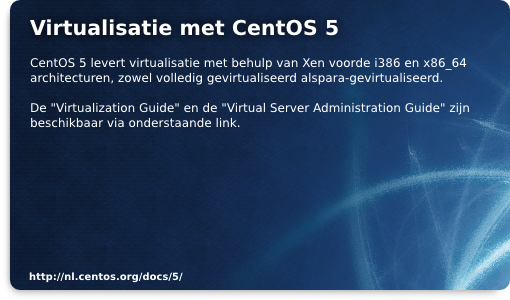 Virtualisatie met CentOS 5
CentOS 5 levert virtualisatie met behulp van Xen voorde i386 en x86_64
architecturen, zowel volledig gevirtualiseerd alspara-gevirtualiseerd.
De "Virtualization Guide" en de "Virtual Server Administration Guide" zijn
beschikbaar via onderstaande link.
http://nl.centos.org/docs/5/